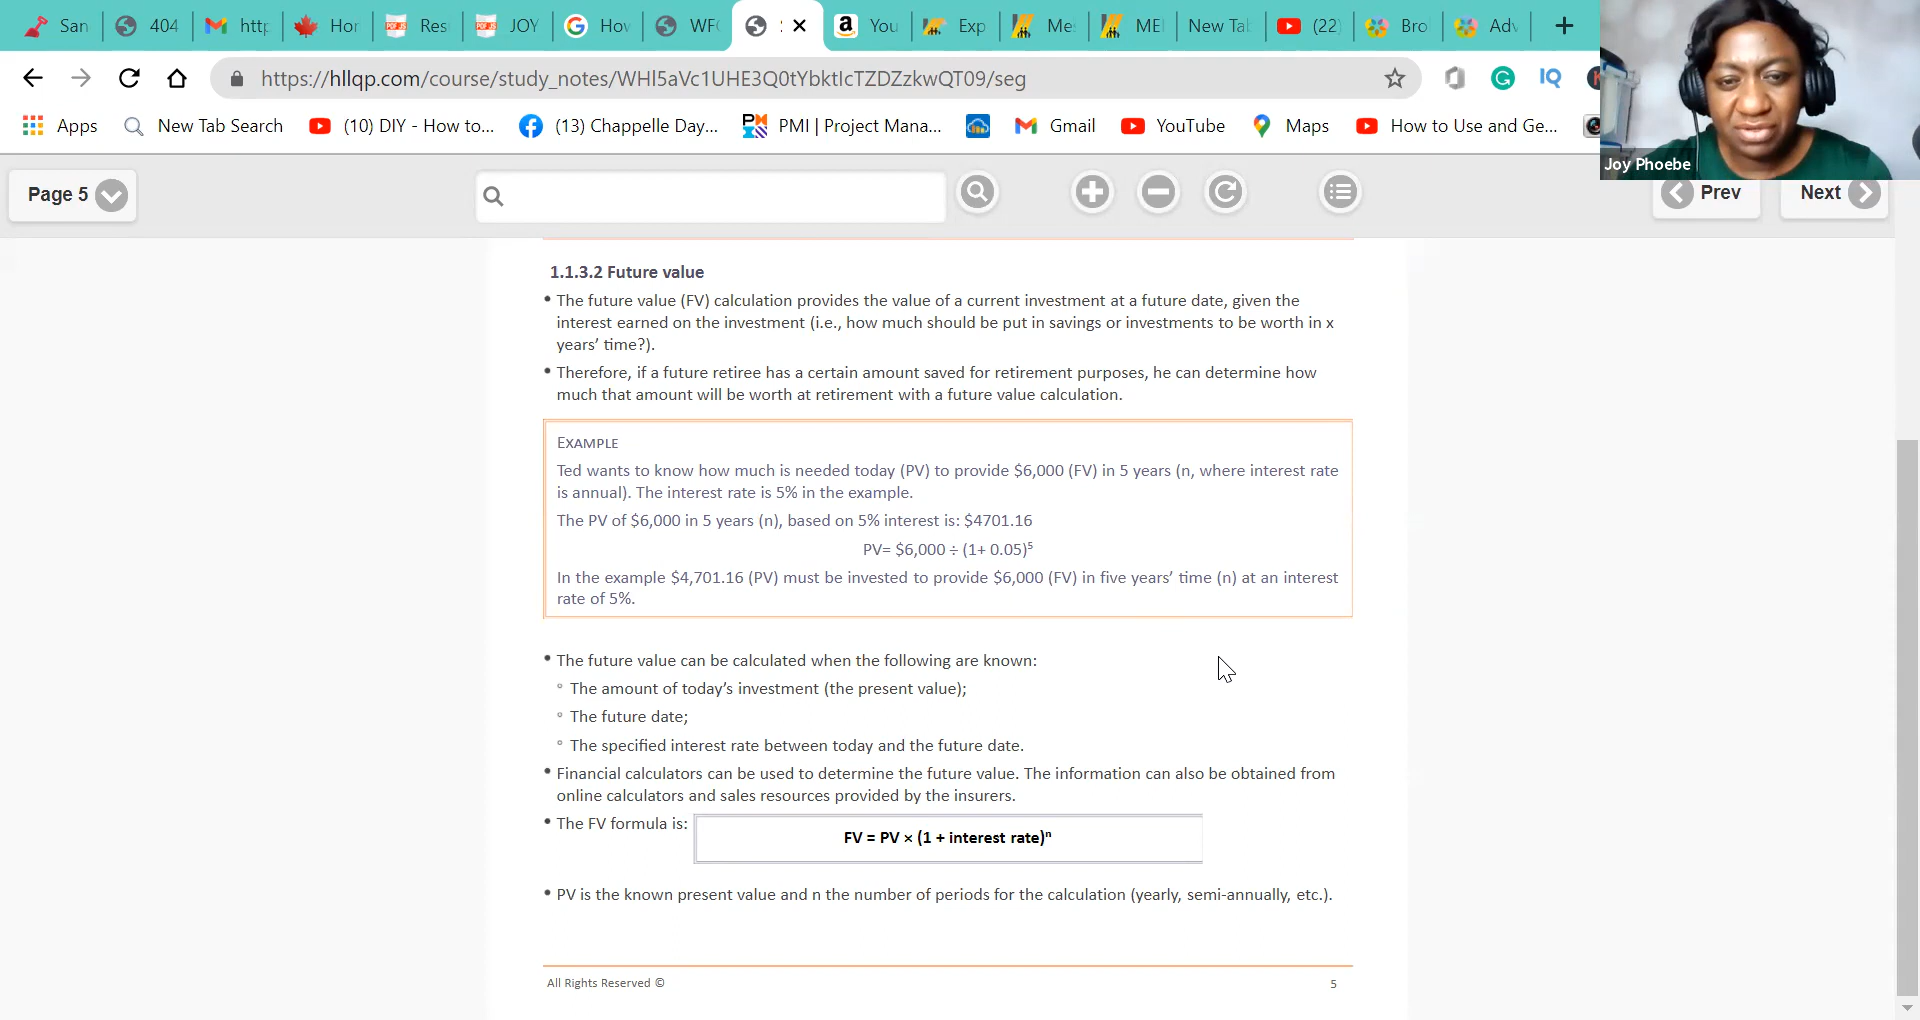 San
404
http
Hor
Res
JOY
Hov
WFC
You
Exp
Me
MEI
New Tab
(22)
Bro
Adv
https://hllqp.com/course/study_notes/WHl5aVc1UHE3Q0tYbktIcTZDZzkwQT09/seg
Apps
New Tab Search
(10) DIY - How to...
(13) Chappelle Day...
PMI | Project Mana...
Gmail
YouTube
Maps
How to Use and Ge...
Joy Phoebe
Page 5
Prev
Next
1.1.3.2 Future value
• The future value (FV) calculation provides the value of a current investment at a future date, given the
interest earned on the investment (i.e., how much should be put in savings or investments to be worth in x
years' time?).
• Therefore, if a future retiree has a certain amount saved for retirement purposes, he can determine how
much that amount will be worth at retirement with a future value calculation.
EXAMPLE
Ted wants to know how much is needed today (PV) to provide $6,000 (FV) in 5 years (n, where interest rate
is annual). The interest rate is 5% in the example.
The PV of $6,000 in 5 years (n), based on 5% interest is: $4701.16
PV= $6,000 ÷ (1+ 0.05)⁵
In the example $4,701.16 (PV) must be invested to provide $6,000 (FV) in five years' time (n) at an interest
rate of 5%.
• The future value can be calculated when the following are known:
° The amount of today's investment (the present value);
° The future date;
° The specified interest rate between today and the future date.
• Financial calculators can be used to determine the future value. The information can also be obtained from
online calculators and sales resources provided by the insurers.
• The FV formula is:
FV = PV × (1 + interest rate)ⁿ
• PV is the known present value and n the number of periods for the calculation (yearly, semi-annually, etc.).
All Rights Reserved ©
5